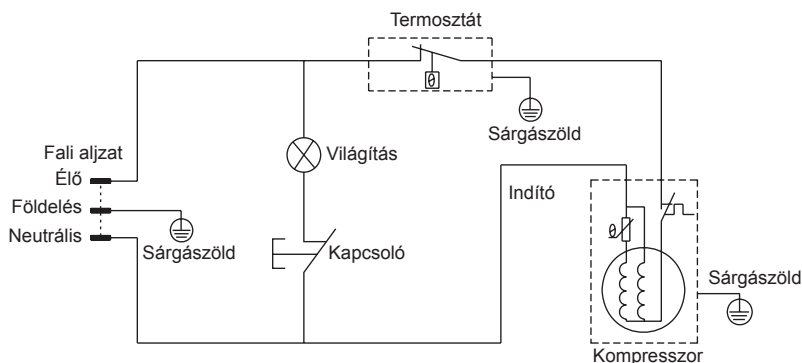 Termosztát
Sárgászöld
Fali aljzat
Élő
Világítás
Földelés
Indító
Neutrális
Sárgászöld
Kapcsoló
Sárgászöld
Kompresszor